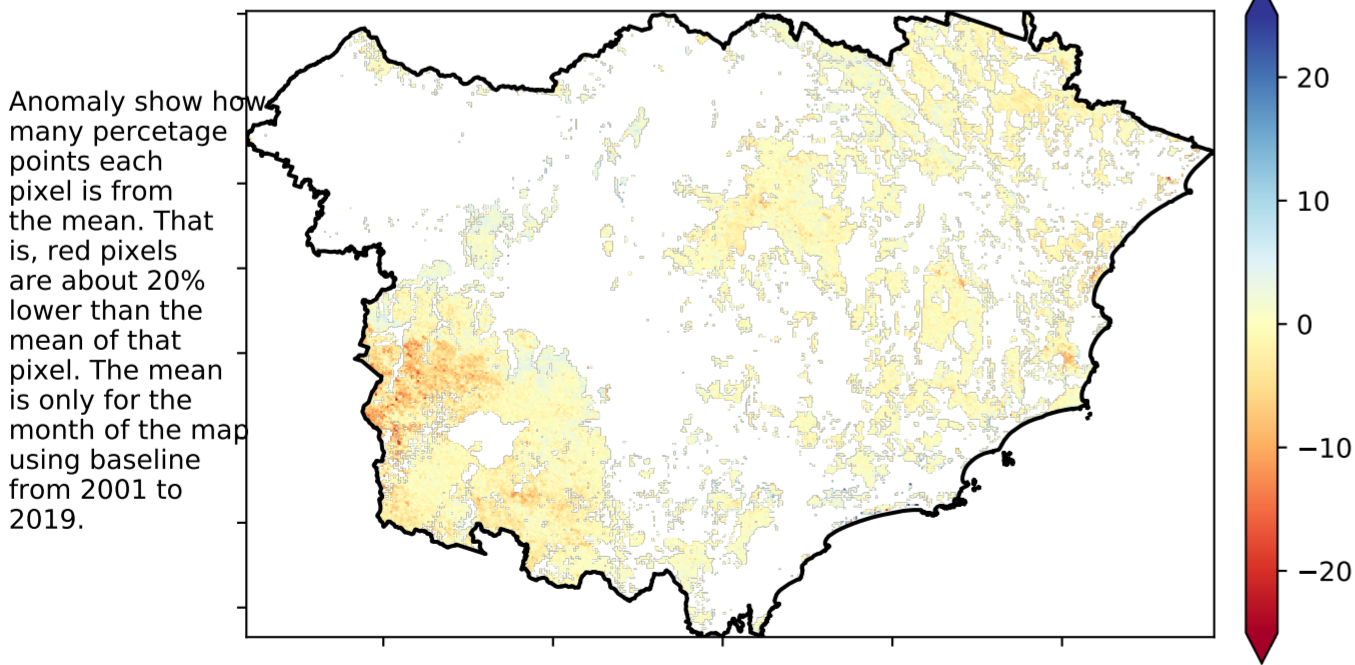 Anomaly show how
many percetage
points each
pixel is from
the mean. That
is, red pixels
are about 20%
lower than the
mean of that
pixel. The mean
is only for the
month of the map
using baseline
from 2001 to
2019.
20
10
0
−10
−20